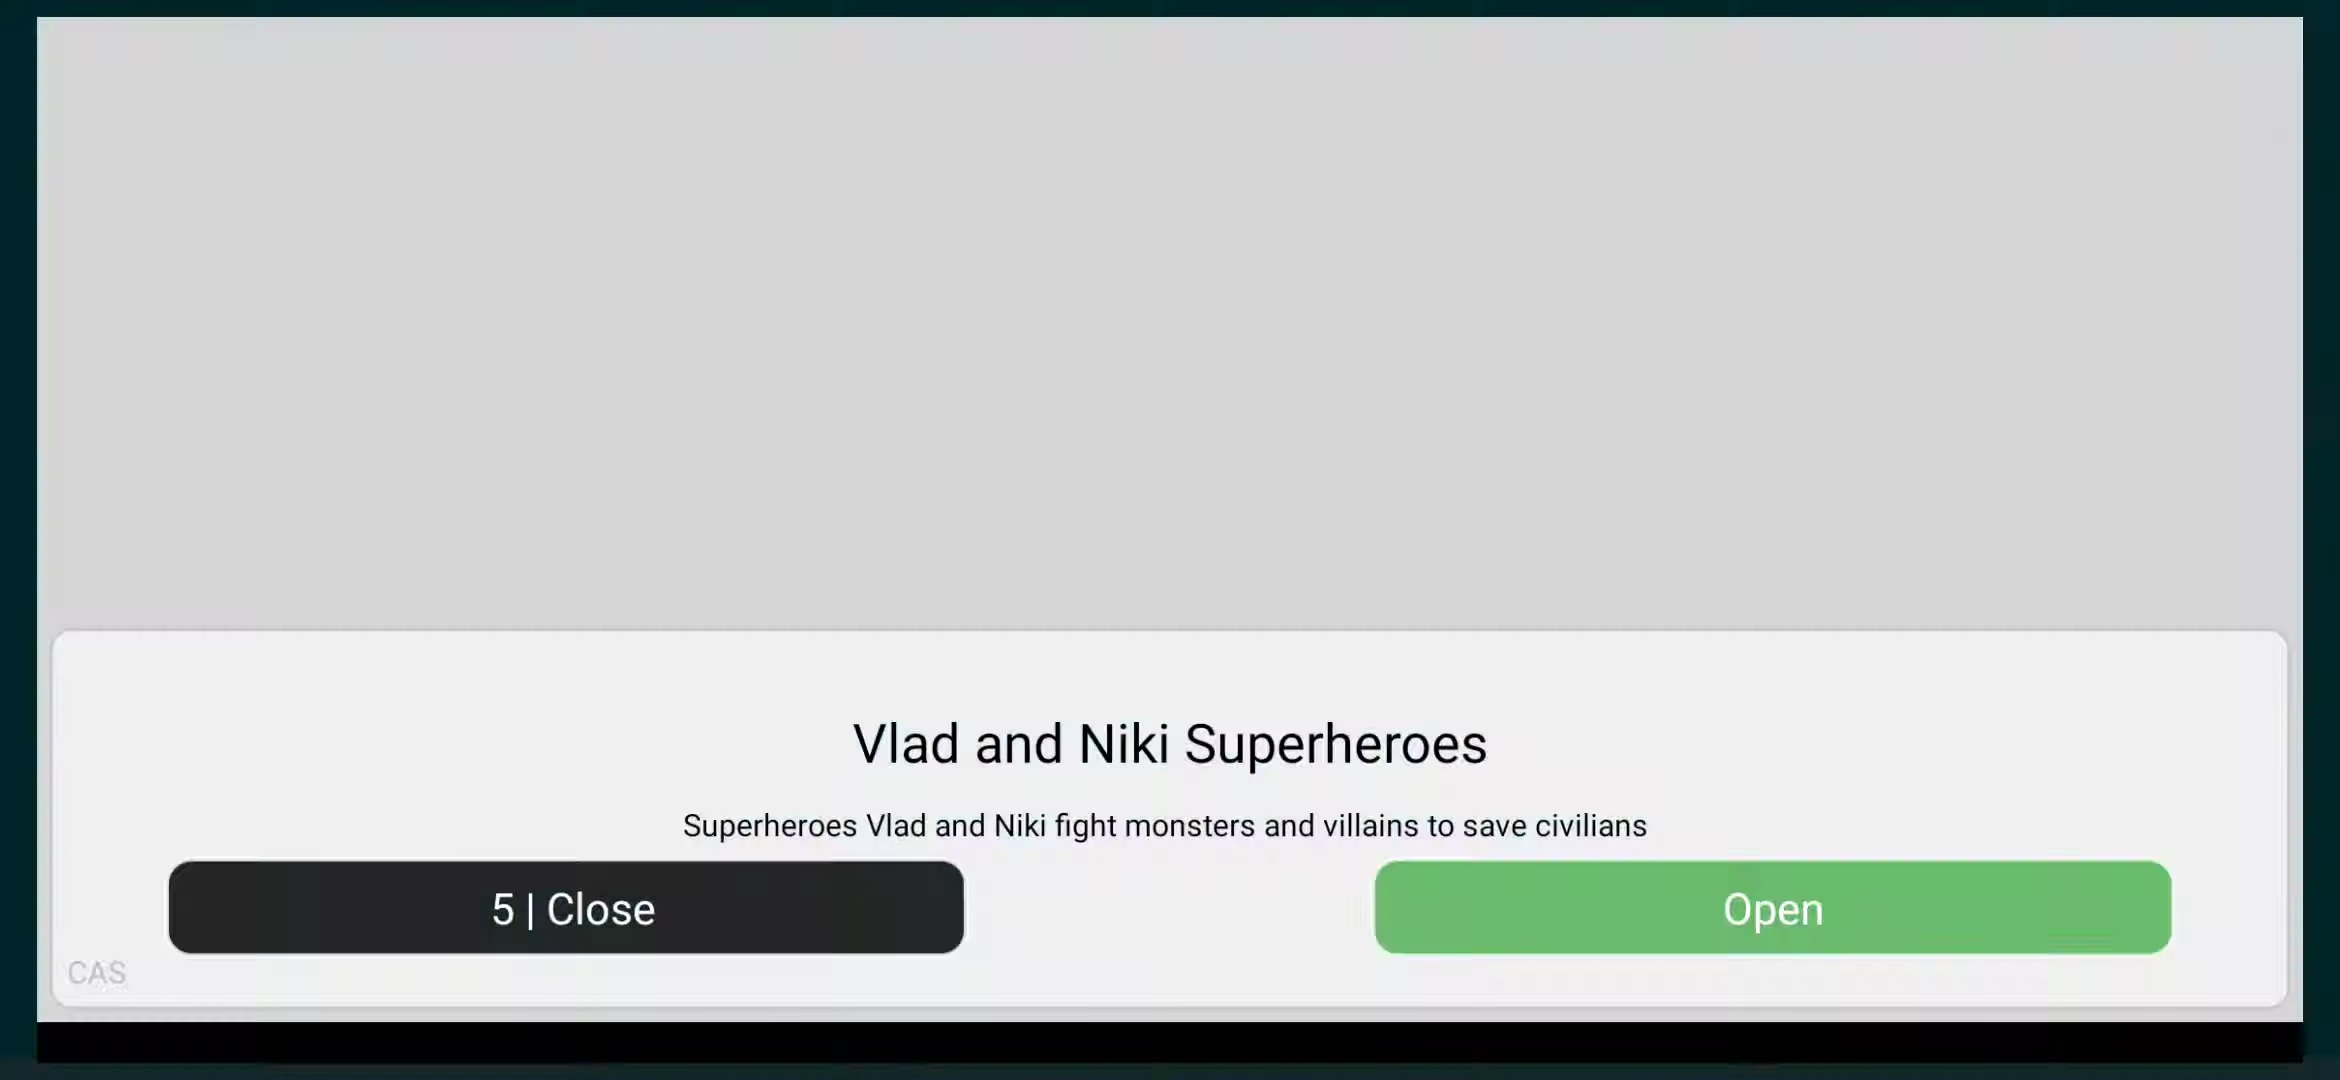 Vlad and Niki Superheroes
Superheroes Vlad and Niki fight monsters and villains to save civilians
5 | Close
Open
CAS